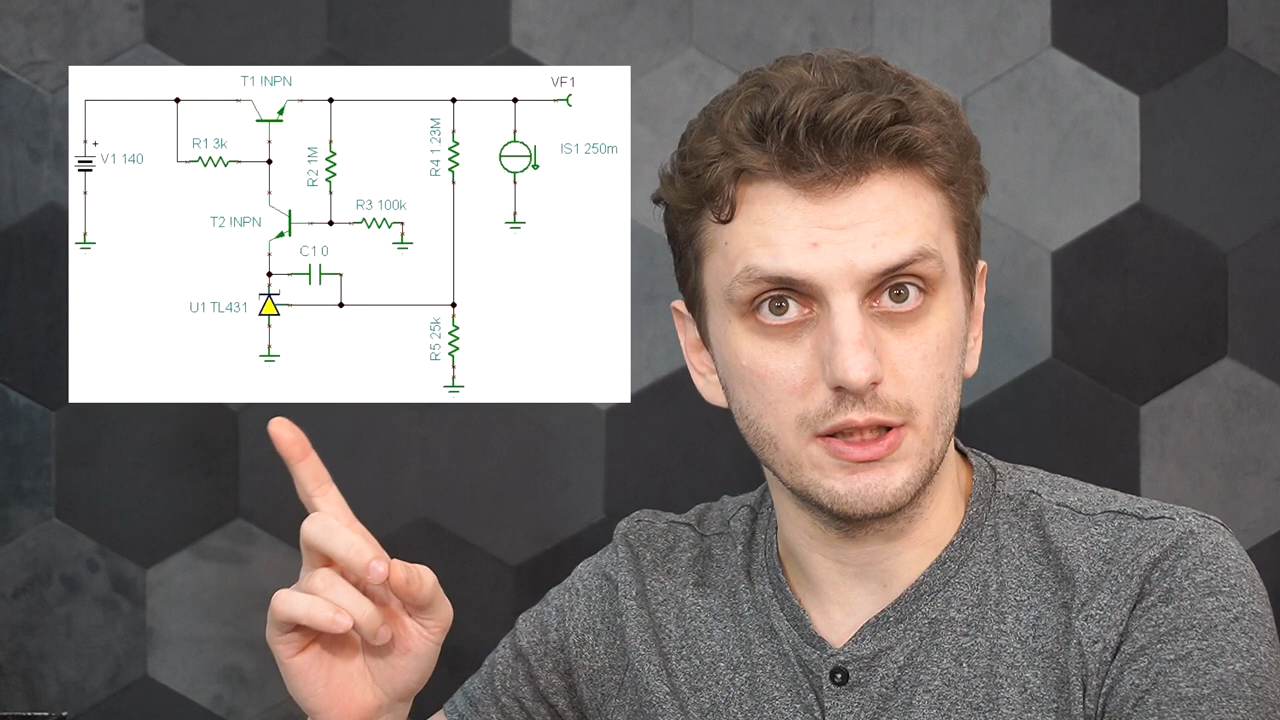 T1 !NPN
VF1
R1 3k
V1 140
R2 1M
R4 1.23M
IS1 250m
R3 100k
T2 !NPN
C1 0
U1 TL431
R5 25k